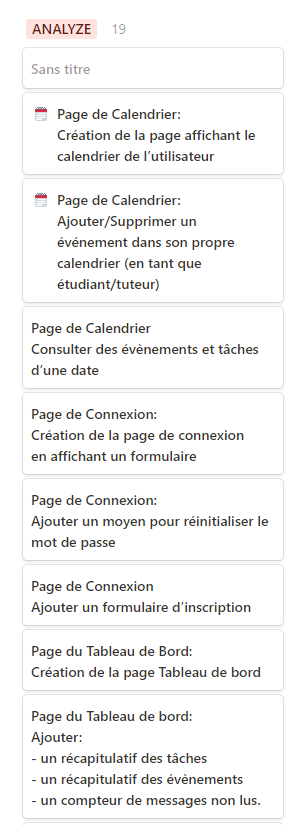 ANALYZE 19
Sans titre
Page de Calendrier:
Création de la page affichant le
calendrier de l’utilisateur
Page de Calendrier:
Ajouter/Supprimer un
événement dans son propre
calendrier (en tant que
étudiant/tuteur)
Page de Calendrier
Consulter des évènements et tâches
d’une date
Page de Connexion:
Création de la page de connexion
en affichant un formulaire
Page de Connexion:
Ajouter un moyen pour réinitialiser le
mot de passe
Page de Connexion
Ajouter un formulaire d’inscription
Page du Tableau de Bord:
Création de la page Tableau de bord
Page du Tableau de bord:
Ajouter:
- un récapitulatif des tâches
- un récapitulatif des évènements
- un compteur de messages non lus.